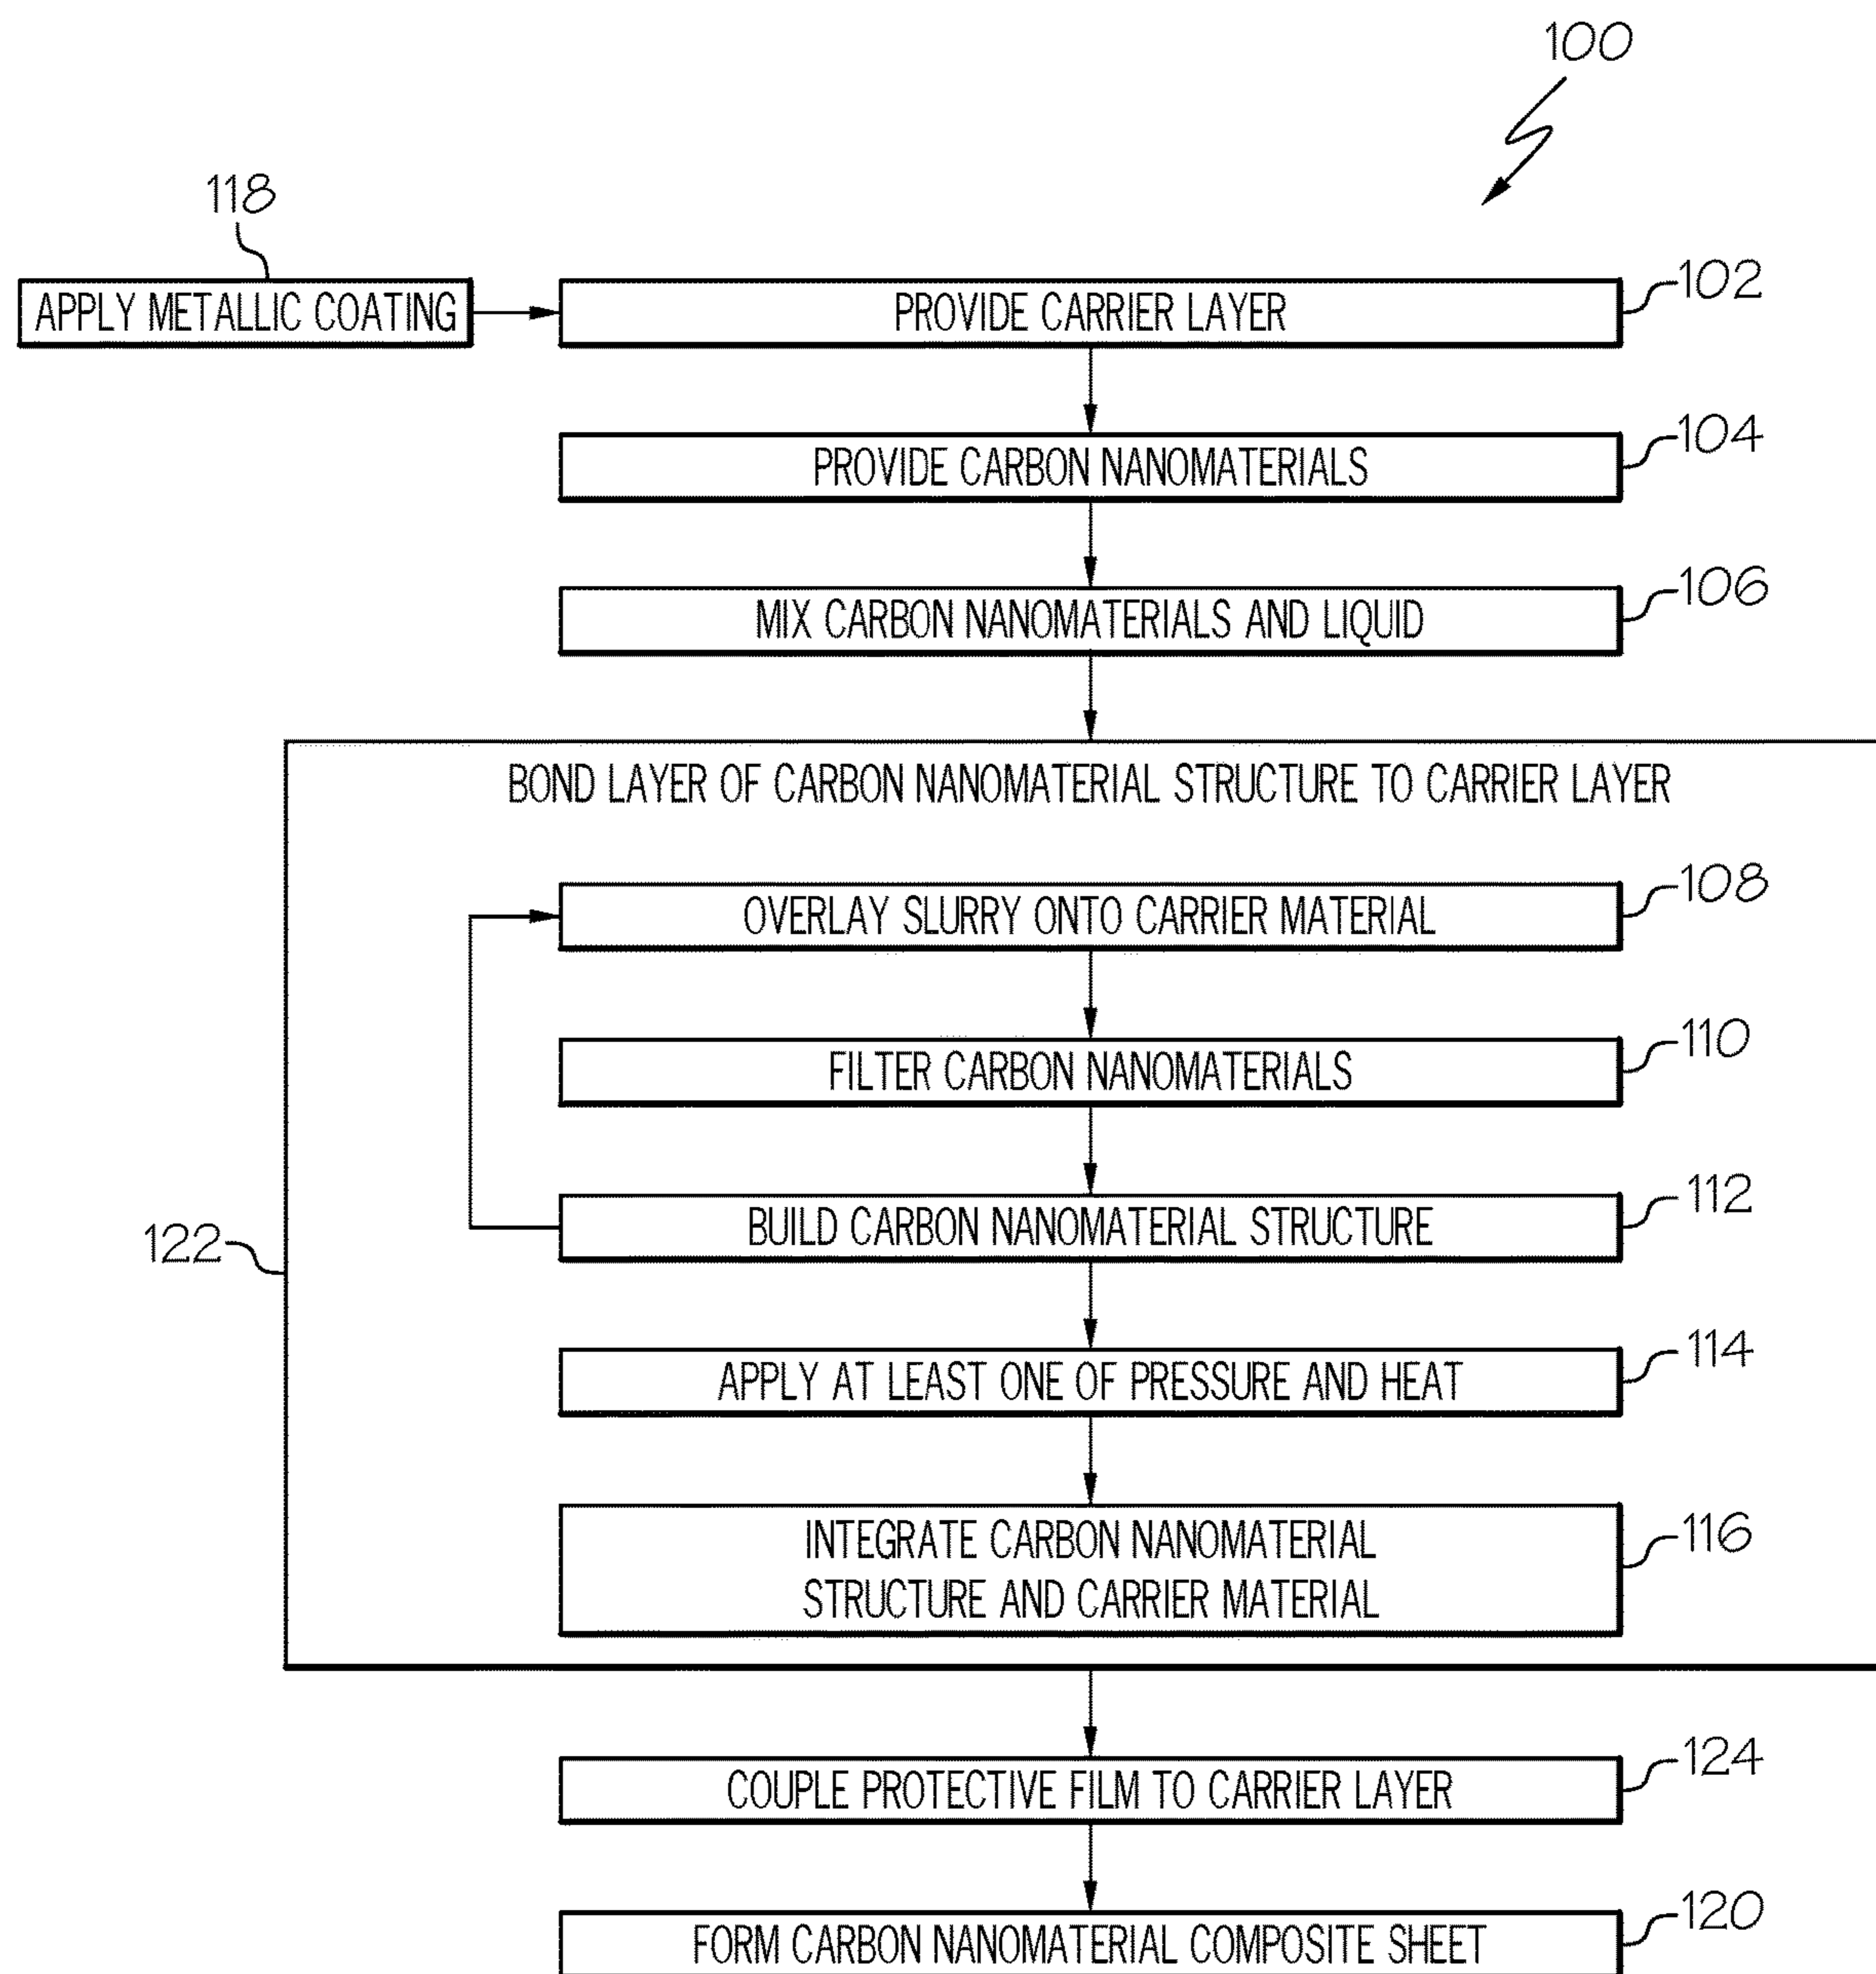 100
118
APPLY METALLIC COATING
PROVIDE CARRIER LAYER
102
PROVIDE CARBON NANOMATERIALS
104
MIX CARBON NANOMATERIALS AND LIQUID
106
BOND LAYER OF CARBON NANOMATERIAL STRUCTURE TO CARRIER LAYER
OVERLAY SLURRY ONTO CARRIER MATERIAL
108
FILTER CARBON NANOMATERIALS
110
BUILD CARBON NANOMATERIAL STRUCTURE
112
122
APPLY AT LEAST ONE OF PRESSURE AND HEAT
114
INTEGRATE CARBON NANOMATERIAL
STRUCTURE AND CARRIER MATERIAL
116
COUPLE PROTECTIVE FILM TO CARRIER LAYER
124
FORM CARBON NANOMATERIAL COMPOSITE SHEET
120